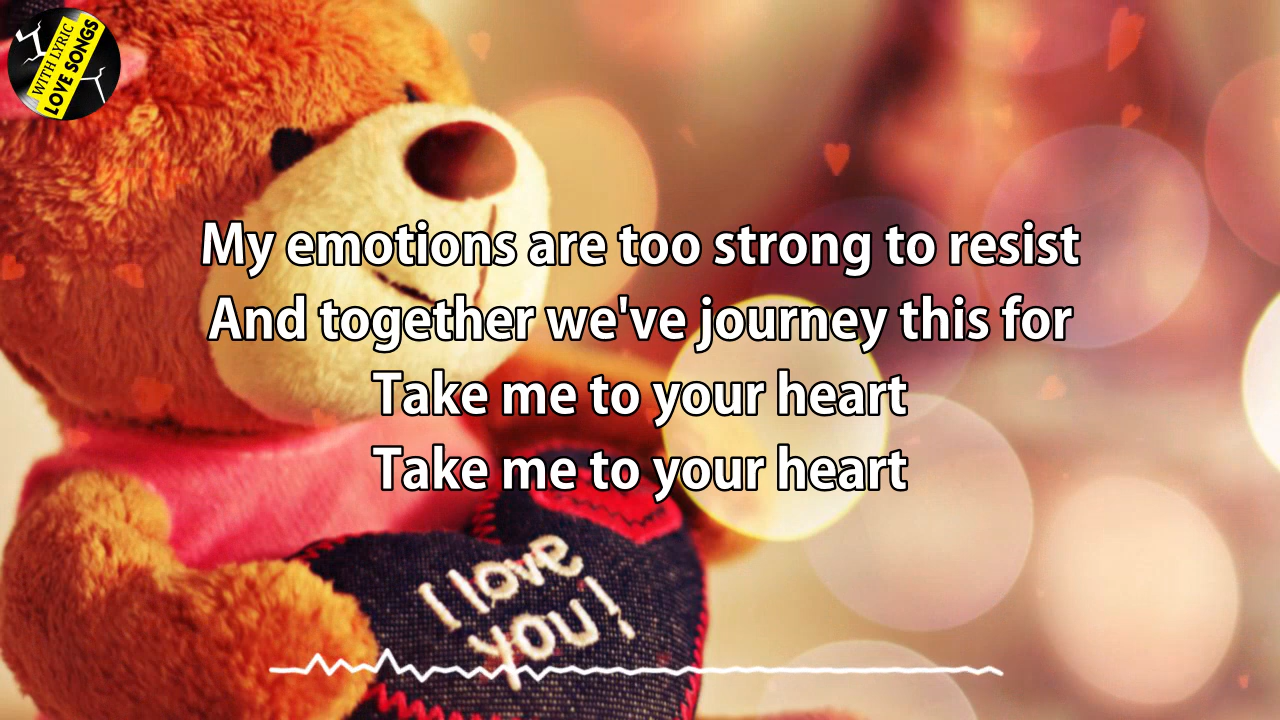 WITH LYRIC
LOVE SONGS
My emotions are too strong to resist
And together we've journey this for
Take me to your heart
Take me to your heart
I love
you !